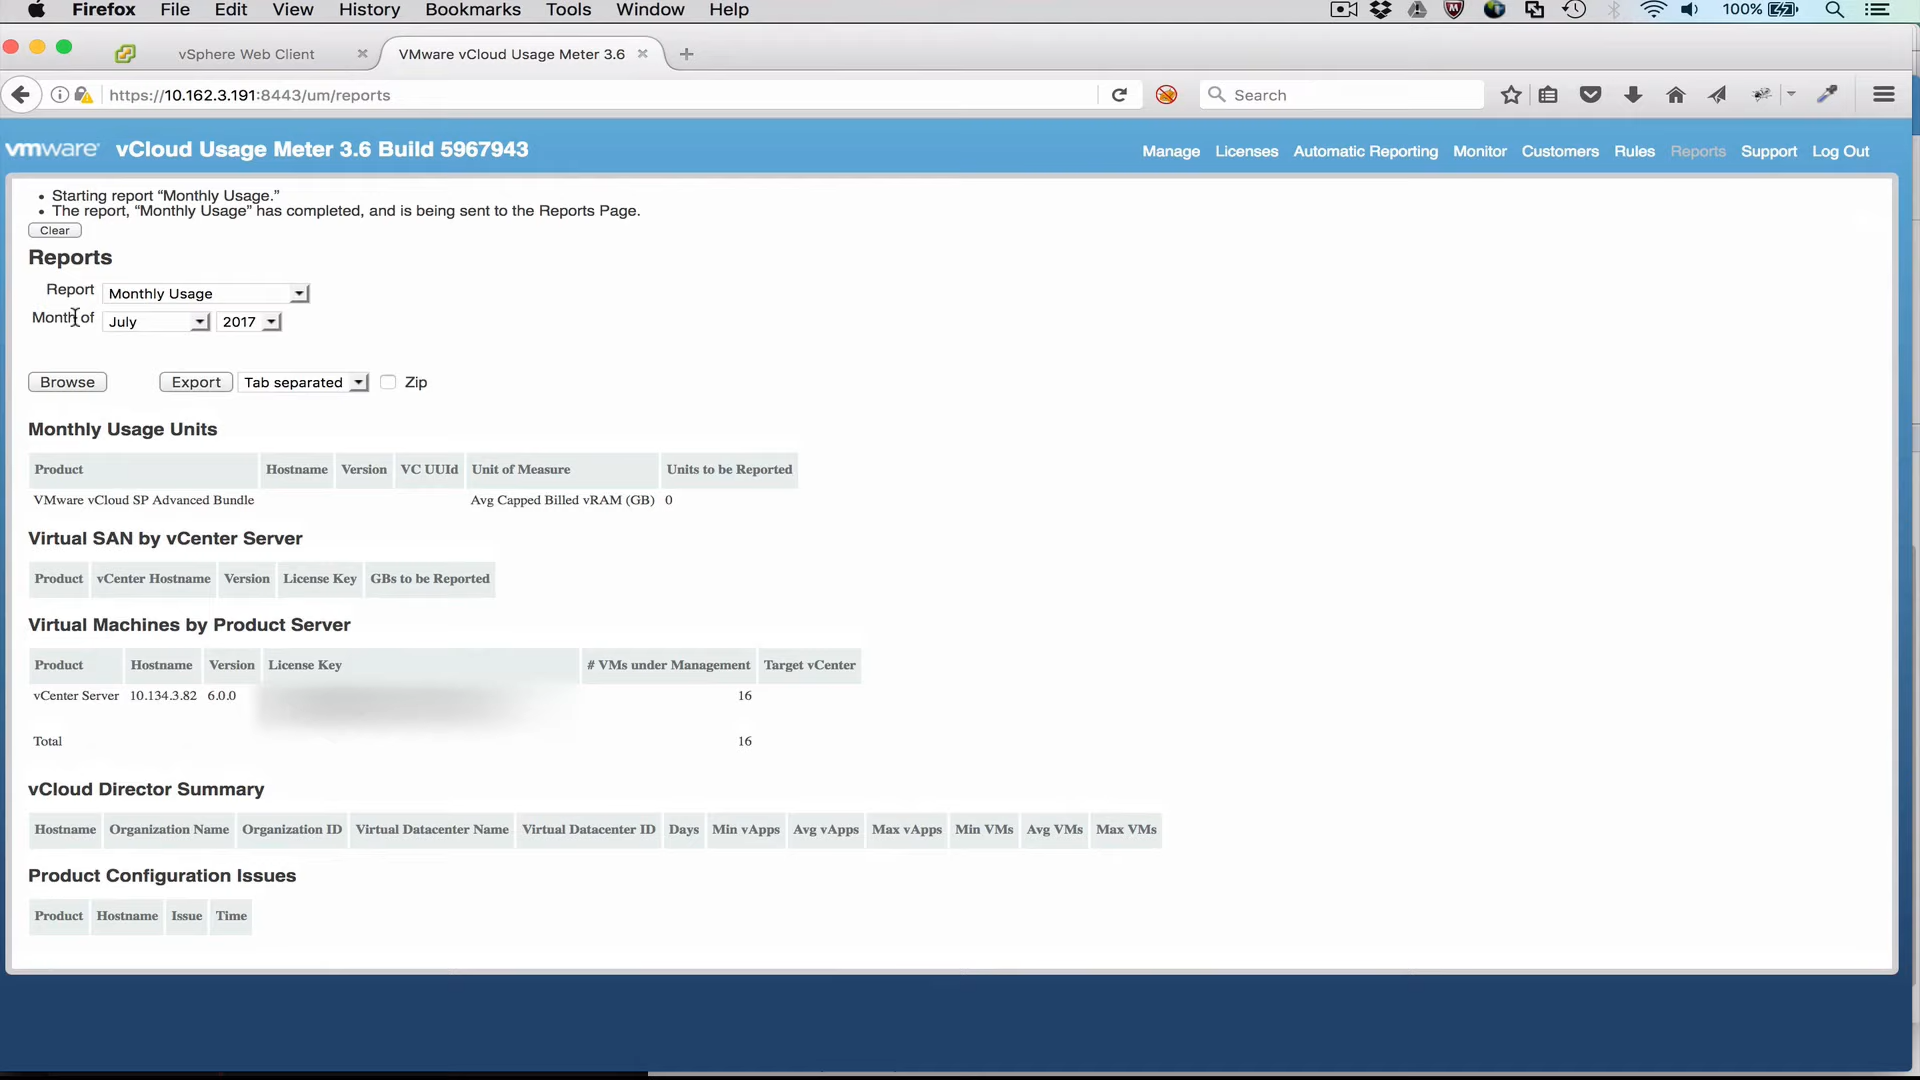 Firefox File Edit View History Bookmarks Tools Window Help 100%
vSphere Web Client VMware vCloud Usage Meter 3.6
https://10.162.3.191:8443/um/reports Search
vmware vCloud Usage Meter 3.6 Build 5967943 Manage Licenses Automatic Reporting Monitor Customers Rules Reports Support Log Out
• Starting report “Monthly Usage.”
• The report, “Monthly Usage” has completed, and is being sent to the Reports Page.
Clear
Reports
Report Monthly Usage
Month of July 2017
Browse Export Tab separated Zip
Monthly Usage Units
Product Hostname Version VC UUId Unit of Measure Units to be Reported
VMware vCloud SP Advanced Bundle Avg Capped Billed vRAM (GB) 0
Virtual SAN by vCenter Server
Product vCenter Hostname Version License Key GBs to be Reported
Virtual Machines by Product Server
Product Hostname Version License Key # VMs under Management Target vCenter
vCenter Server 10.134.3.82 6.0.0 16
Total 16
vCloud Director Summary
Hostname Organization Name Organization ID Virtual Datacenter Name Virtual Datacenter ID Days Min vApps Avg vApps Max vApps Min VMs Avg VMs Max VMs
Product Configuration Issues
Product Hostname Issue Time